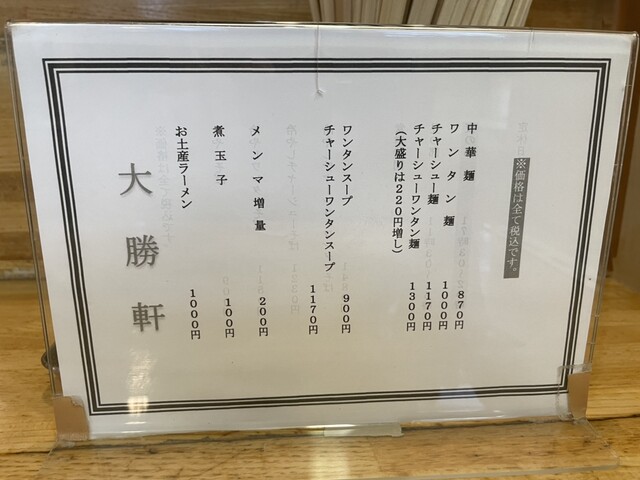 ※価格は全て税込です。
中華麺 870円
ワンタン麺 1000円
チャーシュー麺 1170円
チャーシューワンタン麺 1300円
(大盛りは220円増し)
ワンタンスープ 900円
チャーシューワンタンスープ 1170円
メンマ増量 200円
煮玉子 100円
お土産ラーメン 1000円
大勝軒